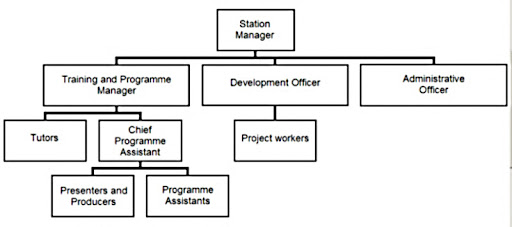 Station
Manager
Training and Programme
Manager
Development Officer
Administrative
Officer
Tutors
Chief
Programme
Assistant
Project workers
Presenters and
Producers
Programme
Assistants